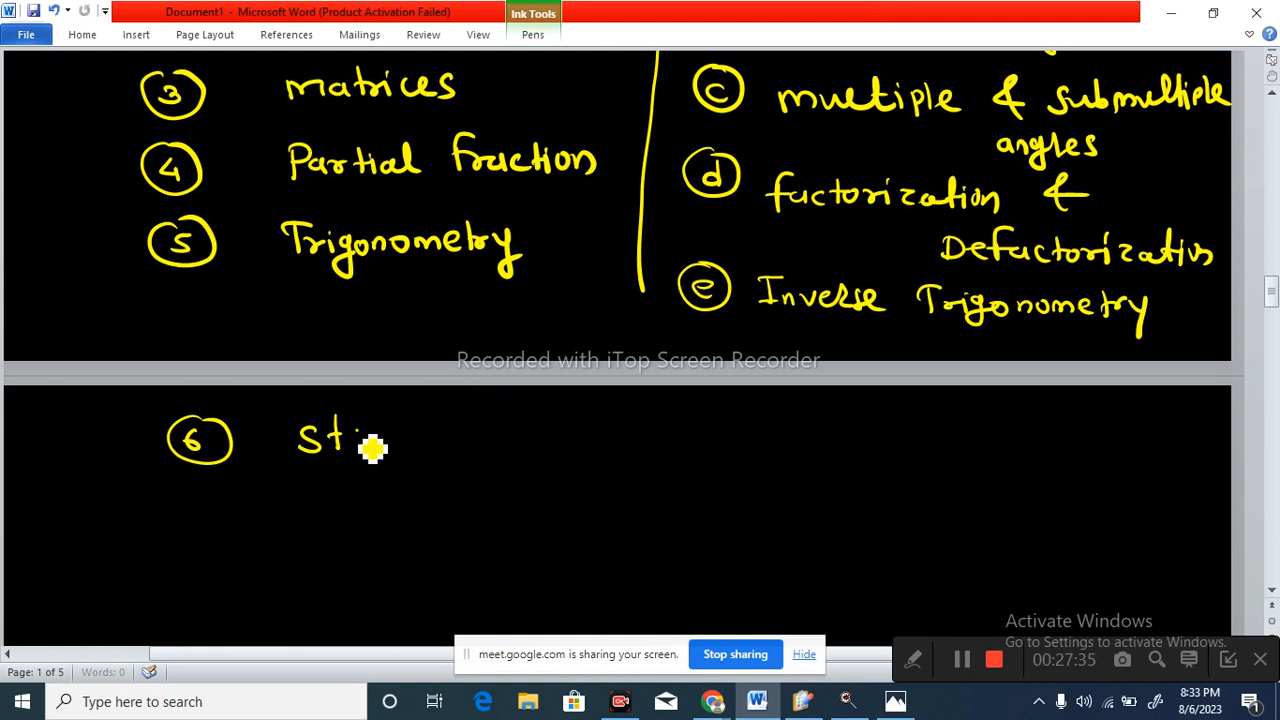 Document1 - Microsoft Word (Product Activation Failed)
Ink Tools
File Home Insert Page Layout References Mailings Review View Pens
3 matrices
4 Partial fraction
5 Trigonometry
c multiple & submultiple
angles
d factorization &
Defactorization
e Inverse Trigonometry
Recorded with iTop Screen Recorder
6 St
Activate Windows
Go to Settings to activate Windows.
meet.google.com is sharing your screen. Stop sharing Hide
00:27:35
Page: 1 of 5 Words: 0
Type here to search
8:33 PM
8/6/2023